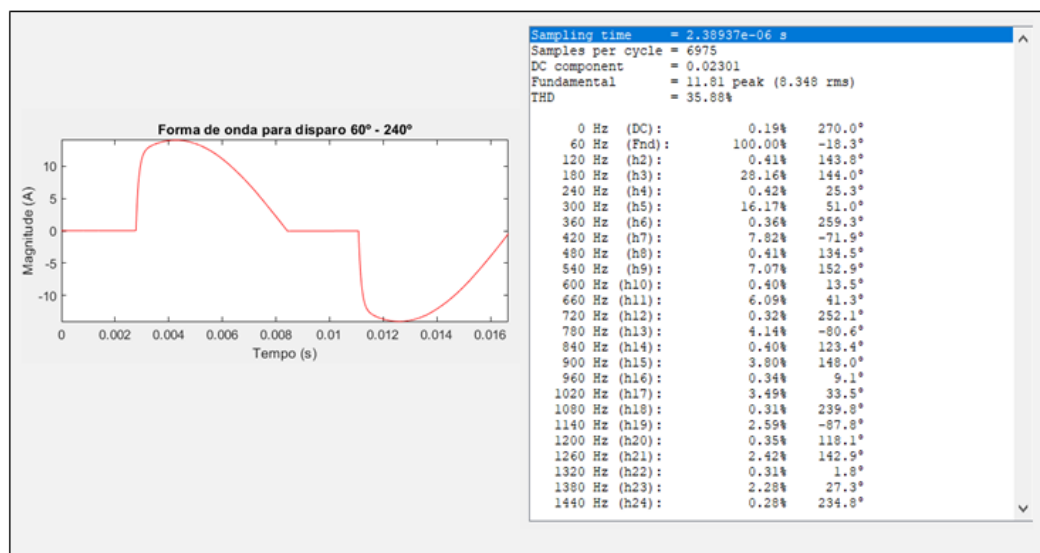 Forma de onda para disparo 60º - 240º
10
5
0
-5
-10
Magnitude (A)
0 0.002 0.004 0.006 0.008 0.01 0.012 0.014 0.016
Tempo (s)
Sampling time = 2.38937e-06 s
Samples per cycle = 6975
DC component = 0.02301
Fundamental = 11.81 peak (8.348 rms)
THD = 35.88%
0 Hz (DC): 0.19% 270.0°
60 Hz (Fnd): 100.00% -18.3°
120 Hz (h2): 0.41% 143.8°
180 Hz (h3): 28.16% 144.0°
240 Hz (h4): 0.42% 25.3°
300 Hz (h5): 16.17% 51.0°
360 Hz (h6): 0.36% 259.3°
420 Hz (h7): 7.82% -71.9°
480 Hz (h8): 0.41% 134.5°
540 Hz (h9): 7.07% 152.9°
600 Hz (h10): 0.40% 13.5°
660 Hz (h11): 6.09% 41.3°
720 Hz (h12): 0.32% 252.1°
780 Hz (h13): 4.14% -80.6°
840 Hz (h14): 0.40% 123.4°
900 Hz (h15): 3.80% 148.0°
960 Hz (h16): 0.34% 9.1°
1020 Hz (h17): 3.49% 33.5°
1080 Hz (h18): 0.31% 239.8°
1140 Hz (h19): 2.59% -87.8°
1200 Hz (h20): 0.35% 118.1°
1260 Hz (h21): 2.42% 142.9°
1320 Hz (h22): 0.31% 1.8°
1380 Hz (h23): 2.28% 27.3°
1440 Hz (h24): 0.28% 234.8°